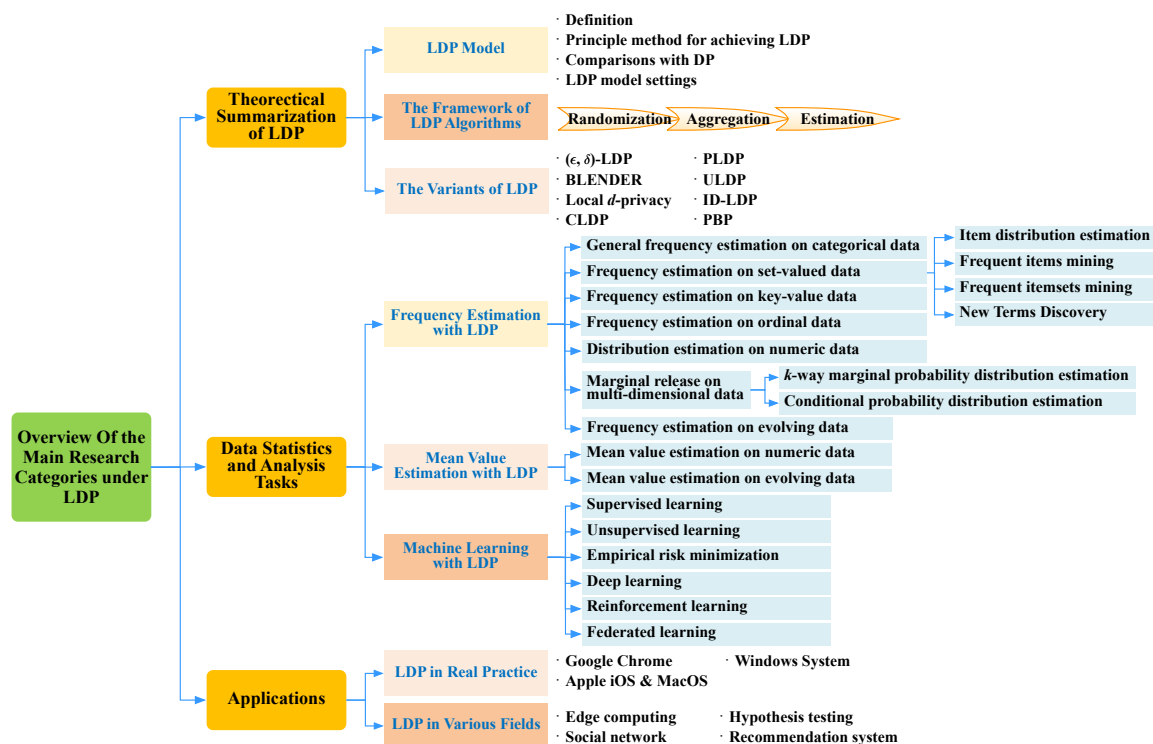 Overview Of the
Main Research
Categories under
LDP
Theorectical
Summarization
of LDP
LDP Model
· Definition
· Principle method for achieving LDP
· Comparisons with DP
· LDP model settings
The Framework of
LDP Algorithms
Randomization
Aggregation
Estimation
The Variants of LDP
· (ϵ, δ)-LDP
· BLENDER
· Local d-privacy
· CLDP
· PLDP
· ULDP
· ID-LDP
· PBP
Data Statistics
and Analysis
Tasks
Frequency Estimation
with LDP
General frequency estimation on categorical data
Frequency estimation on set-valued data
Item distribution estimation
Frequent items mining
Frequent itemsets mining
New Terms Discovery
Frequency estimation on key-value data
Frequency estimation on ordinal data
Distribution estimation on numeric data
Marginal release on
multi-dimensional data
k-way marginal probability distribution estimation
Conditional probability distribution estimation
Frequency estimation on evolving data
Mean Value
Estimation with LDP
Mean value estimation on numeric data
Mean value estimation on evolving data
Machine Learning
with LDP
Supervised learning
Unsupervised learning
Empirical risk minimization
Deep learning
Reinforcement learning
Federated learning
Applications
LDP in Real Practice
· Google Chrome
· Apple iOS & MacOS
· Windows System
LDP in Various Fields
· Edge computing
· Social network
· Hypothesis testing
· Recommendation system